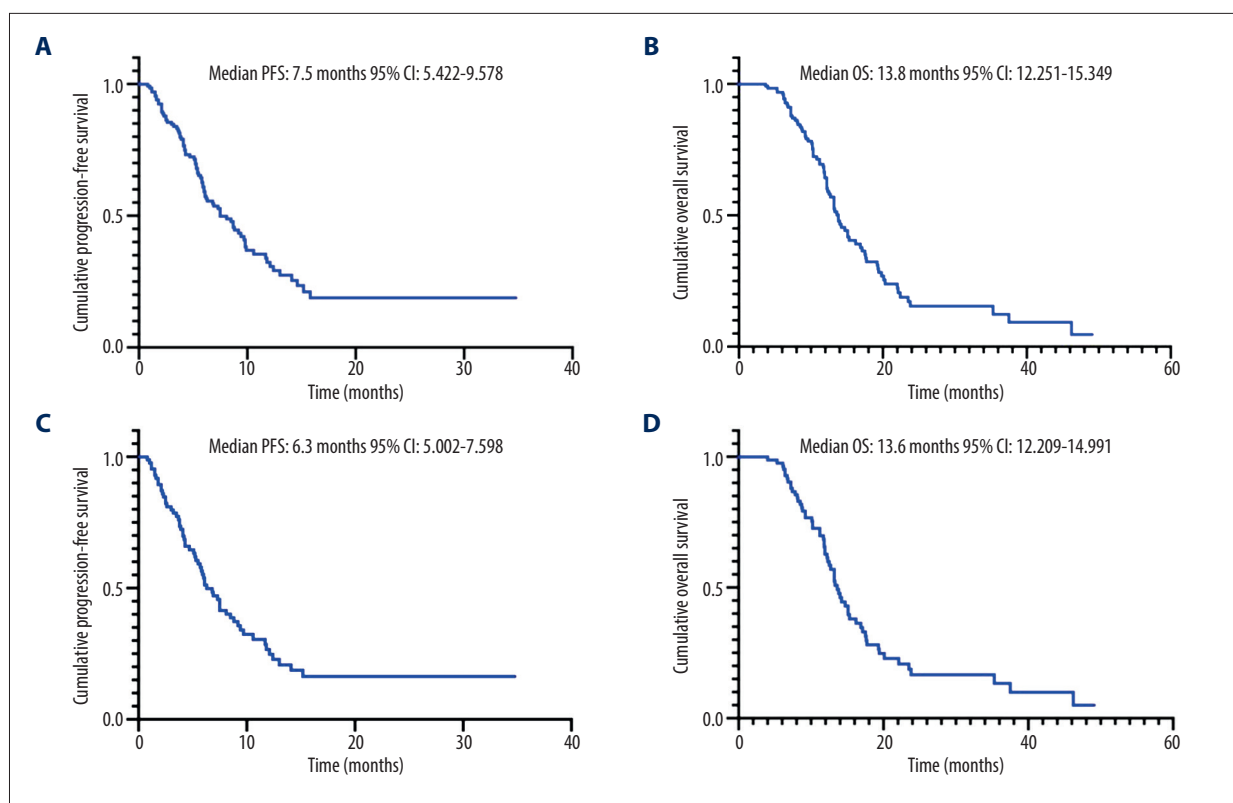 A
Median PFS: 7.5 months 95% CI: 5.422-9.578
Cumulative progression-free survival
1.0
0.5
0.0
0
10
20
30
40
Time (months)
B
Median OS: 13.8 months 95% CI: 12.251-15.349
Cumulative overall survival
1.0
0.5
0.0
0
20
40
60
Time (months)
C
Median PFS: 6.3 months 95% CI: 5.002-7.598
Cumulative progression-free survival
1.0
0.5
0.0
0
10
20
30
40
Time (months)
D
Median OS: 13.6 months 95% CI: 12.209-14.991
Cumulative overall survival
1.0
0.5
0.0
0
20
40
60
Time (months)